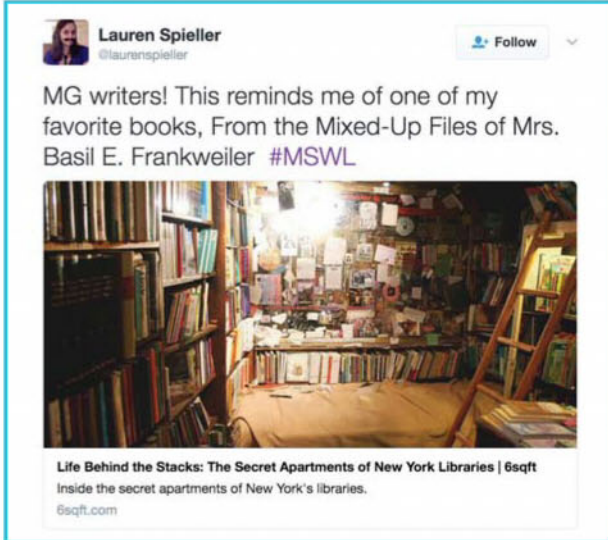 Lauren Spieller
@laurenspieller
Follow
MG writers! This reminds me of one of my
favorite books, From the Mixed-Up Files of Mrs.
Basil E. Frankweiler #MSWL
Life Behind the Stacks: The Secret Apartments of New York Libraries | 6sqft
Inside the secret apartments of New York's libraries.
6sqft.com